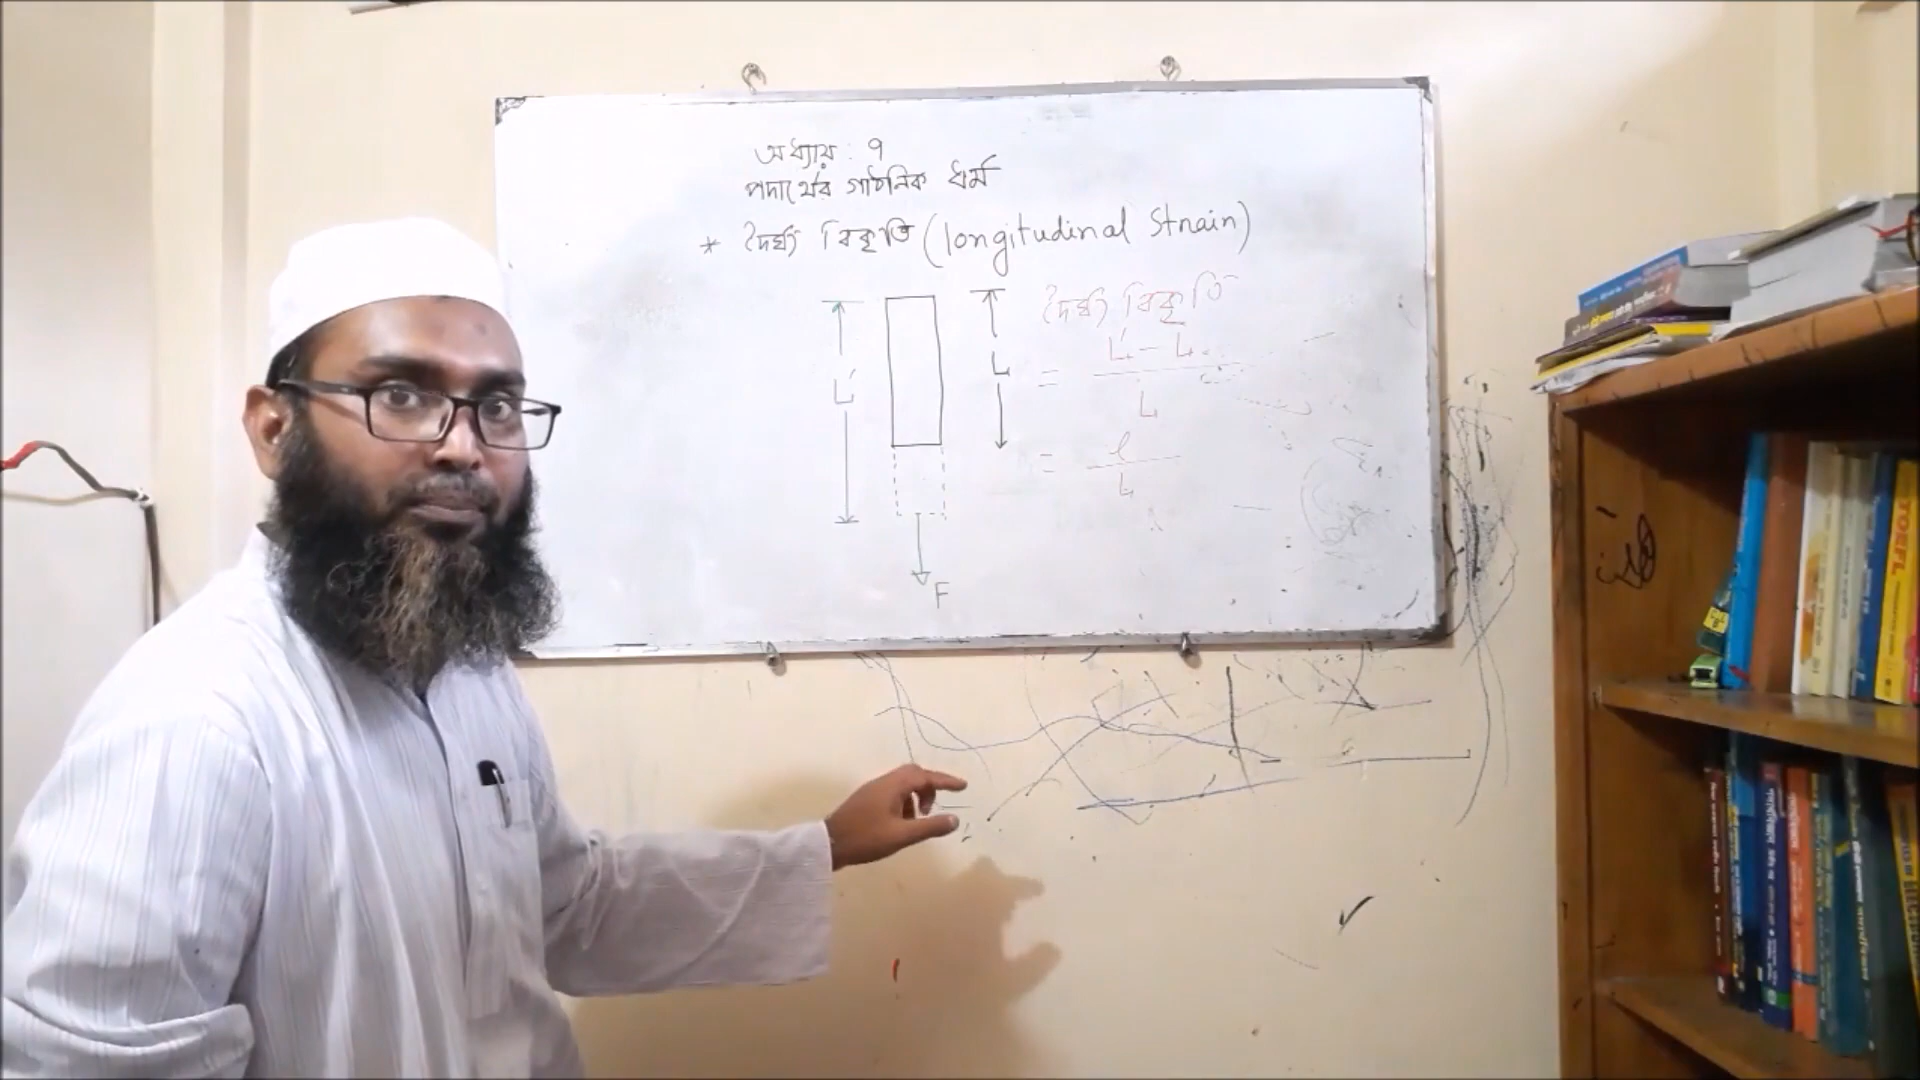 অধ্যায় : ৭
পদার্থের গাঠনিক ধর্ম
* দৈর্ঘ্য বিকৃতি (longitudinal Strain)
L'
L
F
দৈর্ঘ্য বিকৃতি
= L' - L / L
= l / L
TOEFL